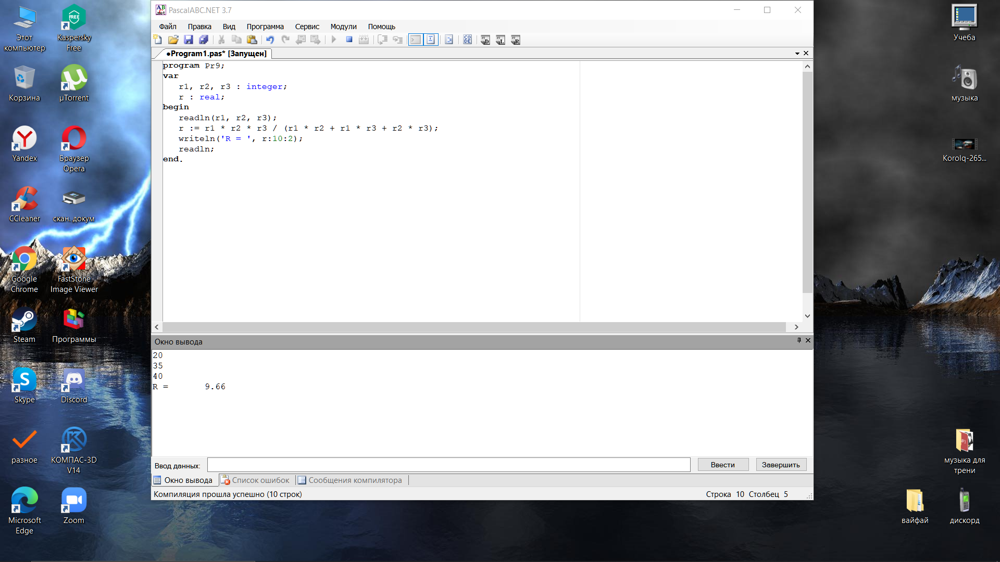 Этот компьютер
Kaspersky Free
Корзина
µTorrent
Yandex
Браузер Opera
CCleaner
скан. докум
Google Chrome
FastStone Image Viewer
Steam
Программы
Skype
Discord
разное
КОМПАС-3D V14
Microsoft Edge
Zoom
PascalABC.NET 3.7
Файл Правка Вид Программа Сервис Модули Помощь
●Program1.pas* [Запущен]
program Pr9;
var
r1, r2, r3 : integer;
r : real;
begin
readln(r1, r2, r3);
r := r1 * r2 * r3 / (r1 * r2 + r1 * r3 + r2 * r3);
writeln('R = ', r:10:2);
readln;
end.
Окно вывода
20
35
40
R =       9.66
Ввод данных: Ввести Завершить
Окно вывода Список ошибок Сообщения компилятора
Компиляция прошла успешно (10 строк) Строка 10 Столбец 5
Учеба
музыка
Korolq-265...
музыка для трени
вайфай
дискорд